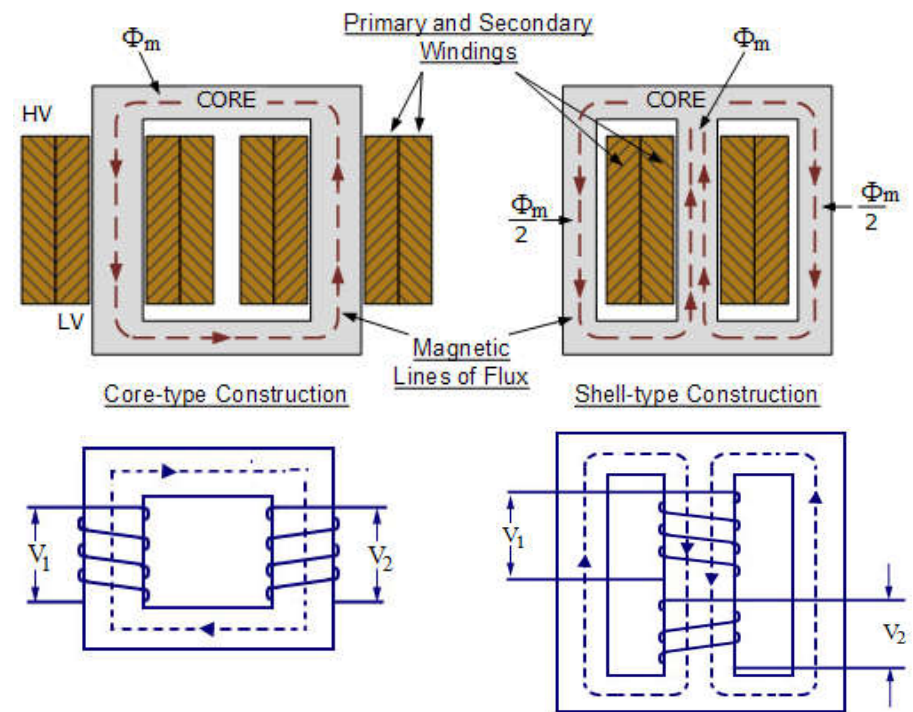 Primary and Secondary
Windings
Φm
Φm
CORE
CORE
HV
LV
Φm
2
Φm
2
Magnetic
Lines of Flux
Core-type Construction
Shell-type Construction
V1
V2
V1
V2